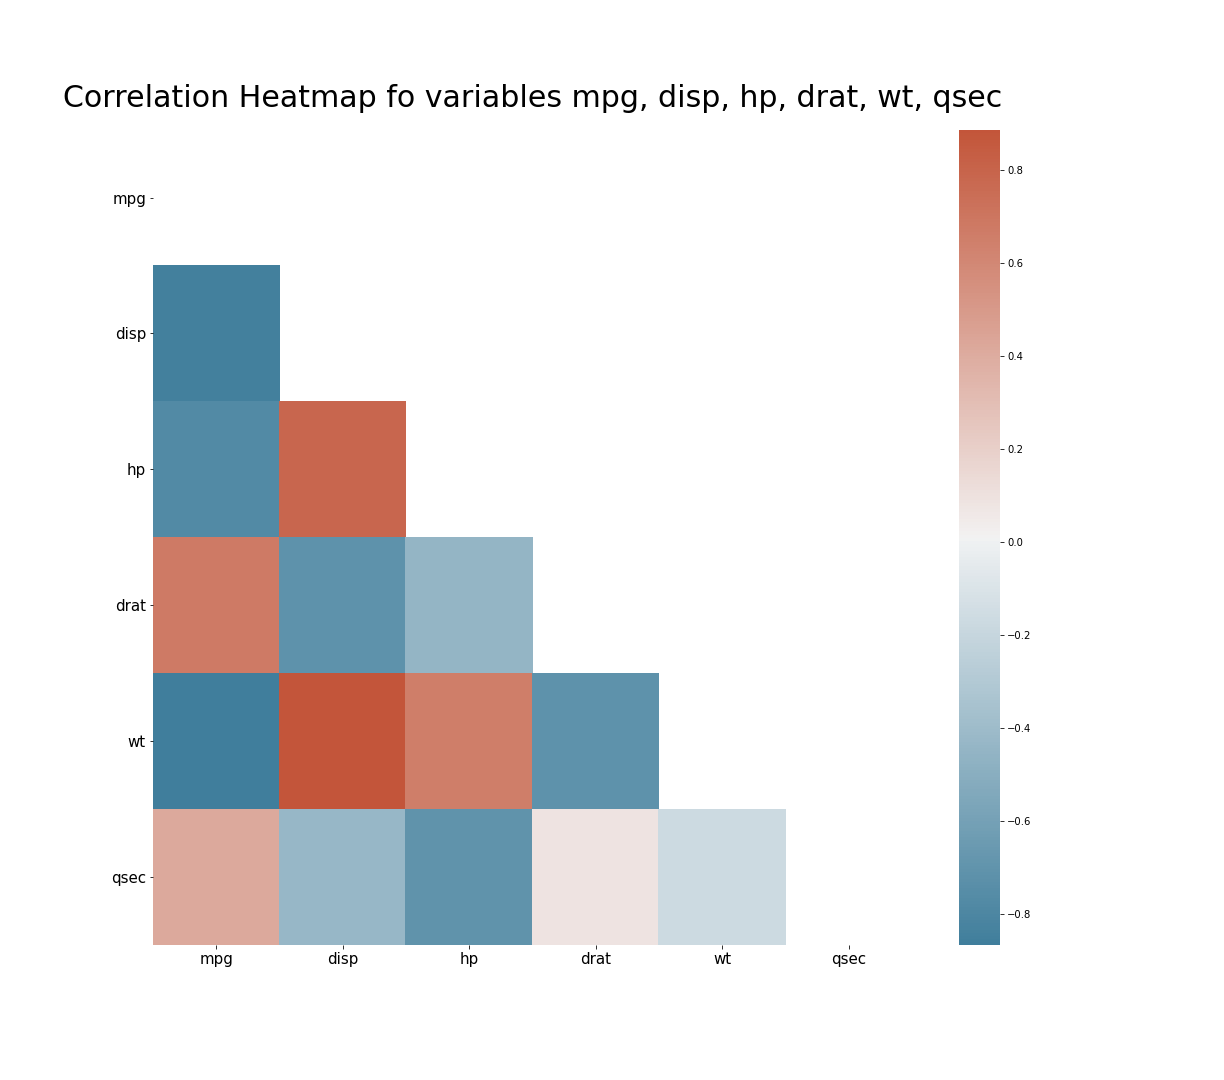 Correlation Heatmap fo variables mpg, disp, hp, drat, wt, qsec
mpg
disp
hp
drat
wt
qsec
mpg disp hp drat wt qsec
0.8
0.6
0.4
0.2
0.0
−0.2
−0.4
−0.6
−0.8